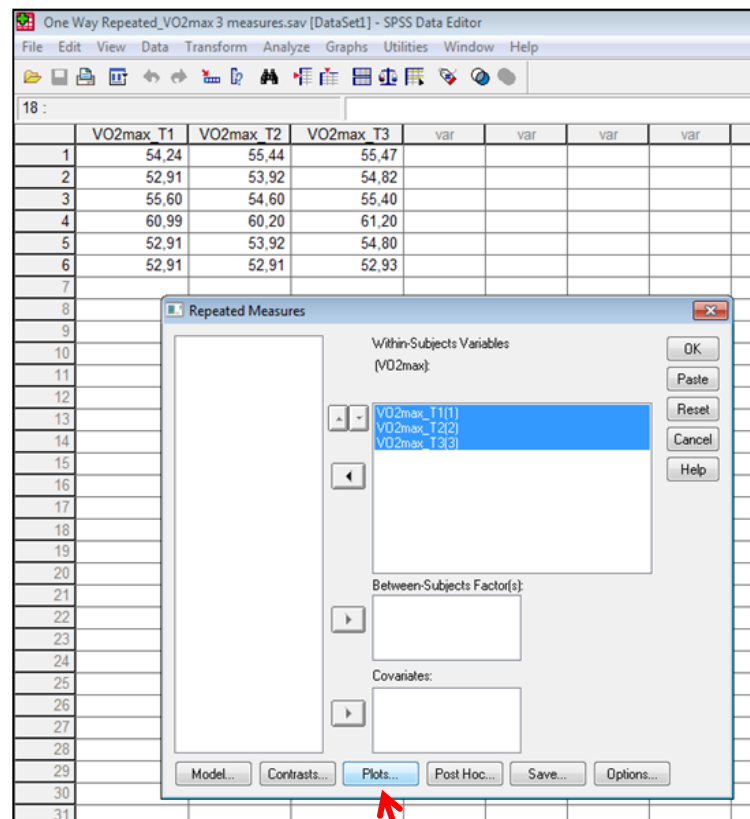 One Way Repeated_VO2max 3 measures.sav [DataSet1] - SPSS Data Editor
File Edit View Data Transform Analyze Graphs Utilities Window Help
18 :
VO2max_T1 VO2max_T2 VO2max_T3 var var var var
1 54,24 55,44 55,47
2 52,91 53,92 54,82
3 55,60 54,60 55,40
4 60,99 60,20 61,20
5 52,91 53,92 54,80
6 52,91 52,91 52,93
7
8
9
10
11
12
13
14
15
16
17
18
19
20
21
22
23
24
25
26
27
28
29
30
31
Repeated Measures
Within-Subjects Variables
(VO2max):
VO2max_T1(1)
VO2max_T2(2)
VO2max_T3(3)
OK
Paste
Reset
Cancel
Help
Between-Subjects Factor(s):
Covariates:
Model... Contrasts... Plots... Post Hoc... Save... Options...